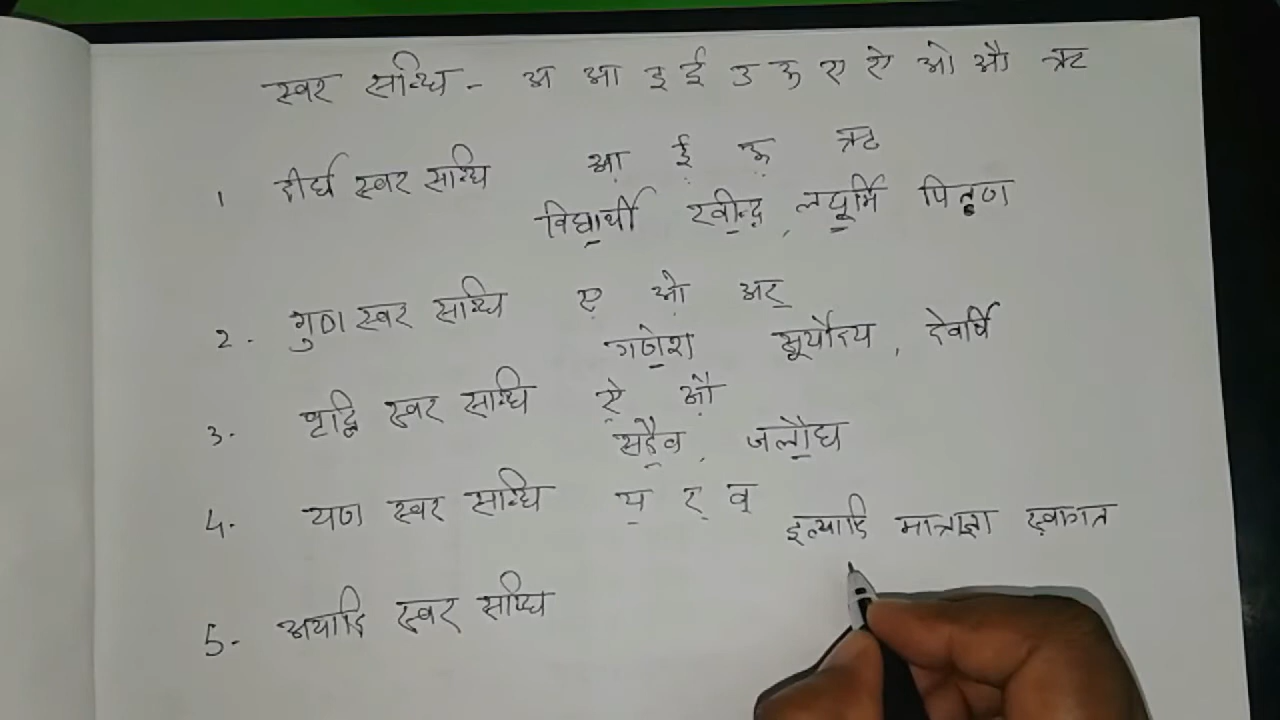 स्वर सन्धि - अ आ इ ई उ ऊ ए ऐ ओ औ ऋ
1 दीर्घ स्वर सन्धि आ ई ऊ ऋ
विद्यार्थी रवीन्द्र, लघूर्मि पितॄण
2. गुण स्वर सन्धि ए ओ अर्
गणेश सूर्योदय, देवर्षि
3. वृद्धि स्वर सन्धि ऐ औ
सदैव, जलौघ
4. यण स्वर सन्धि य् र् व्
इत्यादि मात्राज्ञा स्वागत
5. अयादि स्वर सन्धि